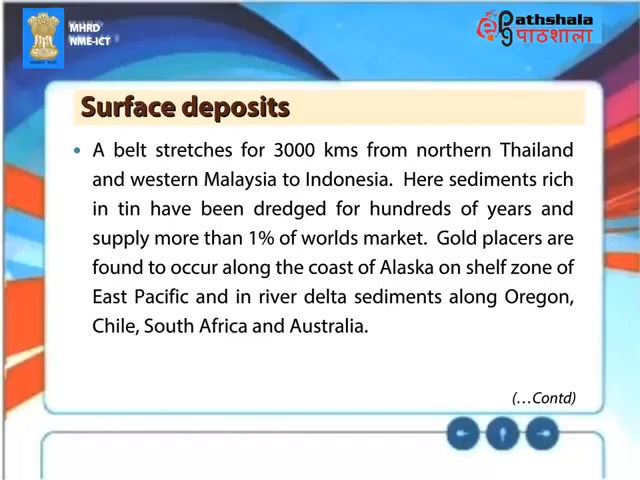 MHRD
NME-ICT
Pathshala
पाठशाला
Surface deposits
• A belt stretches for 3000 kms from northern Thailand
and western Malaysia to Indonesia. Here sediments rich
in tin have been dredged for hundreds of years and
supply more than 1% of worlds market. Gold placers are
found to occur along the coast of Alaska on shelf zone of
East Pacific and in river delta sediments along Oregon,
Chile, South Africa and Australia.
(...Contd)